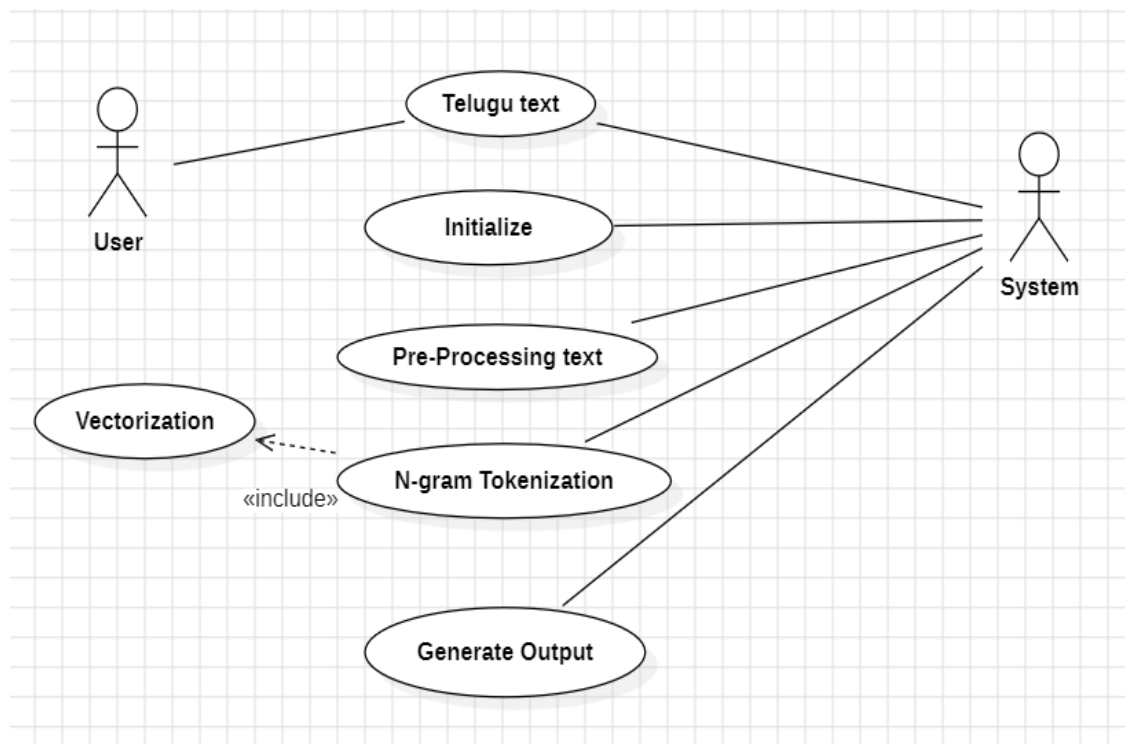 Telugu text
User
Initialize
System
Pre-Processing text
Vectorization
N-gram Tokenization
«include»
Generate Output